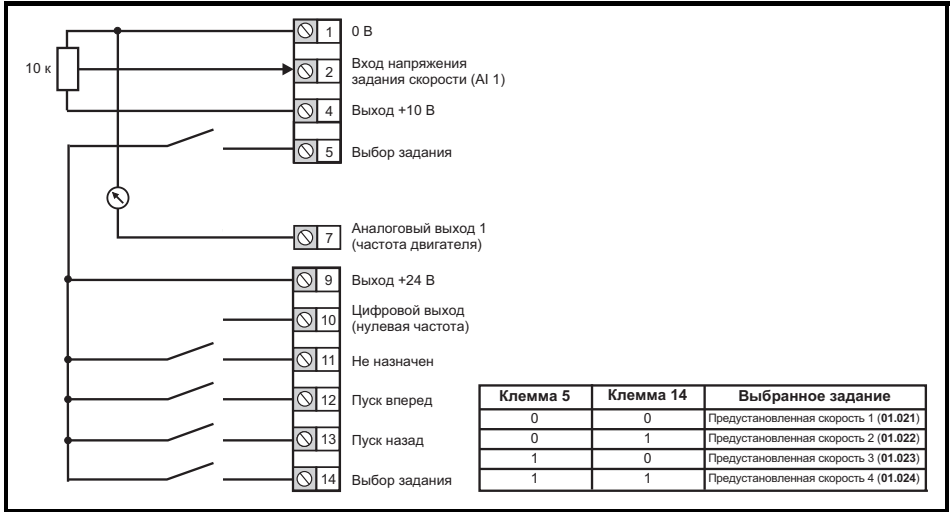 1 0 В
10 к
2 Вход напряжения
задания скорости (AI 1)
4 Выход +10 В
5 Выбор задания
7 Аналоговый выход 1
(частота двигателя)
9 Выход +24 В
10 Цифровой выход
(нулевая частота)
11 Не назначен
12 Пуск вперед
13 Пуск назад
14 Выбор задания
Клемма 5 Клемма 14 Выбранное задание
0 0 Предустановленная скорость 1 (01.021)
0 1 Предустановленная скорость 2 (01.022)
1 0 Предустановленная скорость 3 (01.023)
1 1 Предустановленная скорость 4 (01.024)